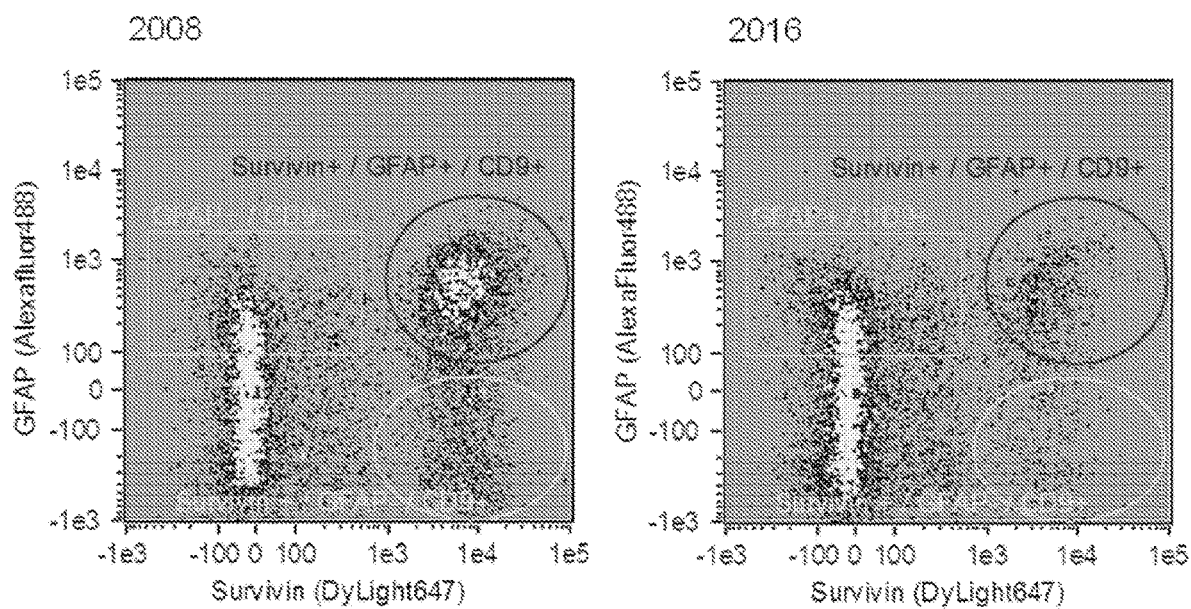 2008
1e5
1e4
1e3
100
0
-100
-1e3
GFAP (Alexafluor488)
Survivin+ / GFAP+ / CD9+
-1e3
-100
0
100
1e3
1e4
1e5
Survivin (DyLight647)
2016
1e5
1e4
1e3
100
0
-100
-1e3
GFAP (AlexaFluor488)
Survivin+ / GFAP+ / CD9+
-1e3
-100
0
100
1e3
1e4
1e5
Survivin (DyLight647)